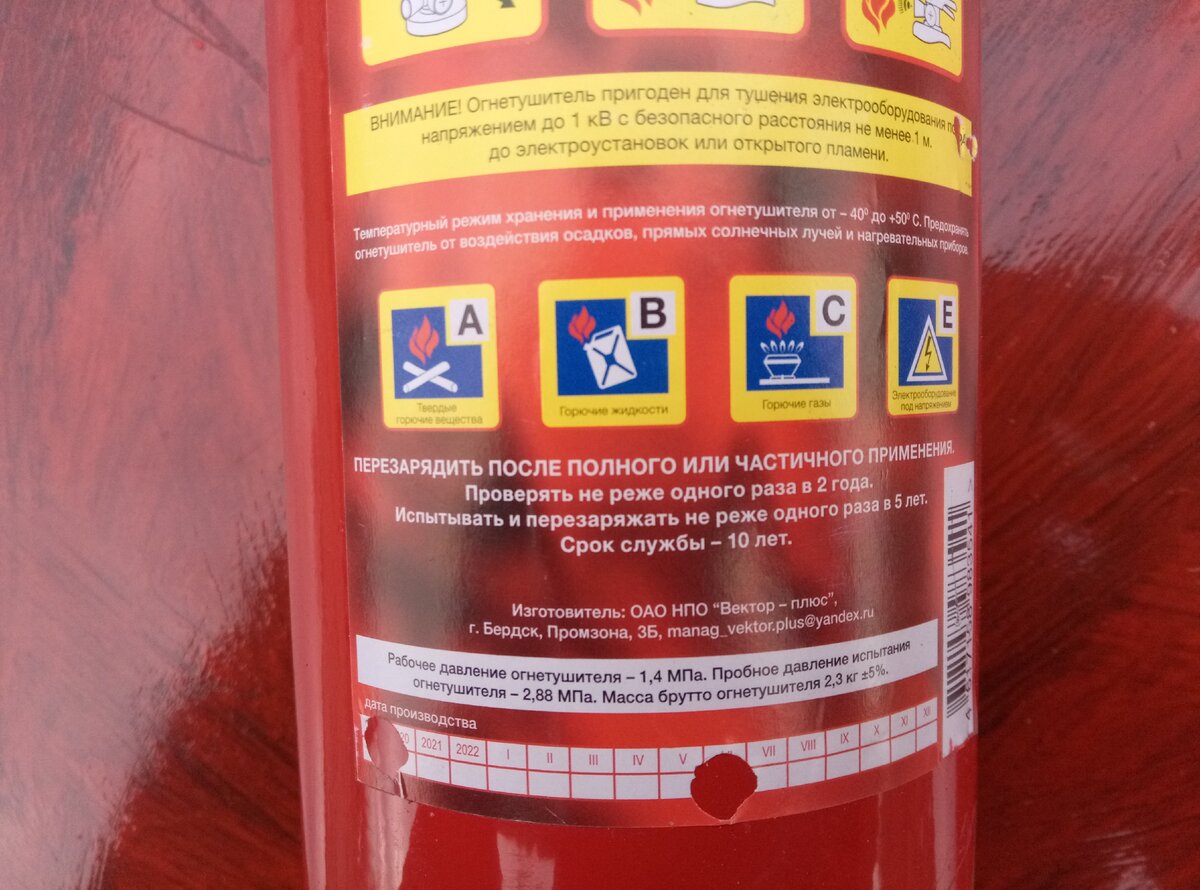 ВНИМАНИЕ! Огнетушитель пригоден для тушения электрооборудования
напряжением до 1 кВ с безопасного расстояния не менее 1 м.
до электроустановок или открытого пламени.
Температурный режим хранения и применения огнетушителя от – 40⁰ до +50⁰ С. Предохранять
огнетушитель от воздействия осадков, прямых солнечных лучей и нагревательных приборов.
A
B
C
E
Твердые
горючие вещества
Горючие жидкости
Горючие газы
Электрооборудование
под напряжением
ПЕРЕЗАРЯДИТЬ ПОСЛЕ ПОЛНОГО ИЛИ ЧАСТИЧНОГО ПРИМЕНЕНИЯ.
Проверять не реже одного раза в 2 года.
Испытывать и перезаряжать не реже одного раза в 5 лет.
Срок службы – 10 лет.
Изготовитель: ОАО НПО "Вектор – плюс",
г. Бердск, Промзона, 3Б, manag_vektor.plus@yandex.ru
Рабочее давление огнетушителя – 1,4 МПа. Пробное давление испытания
огнетушителя – 2,88 МПа. Масса брутто огнетушителя 2,3 кг ±5%.
дата производства
2021 2022 I II III IV V VII VIII IX X XI XII